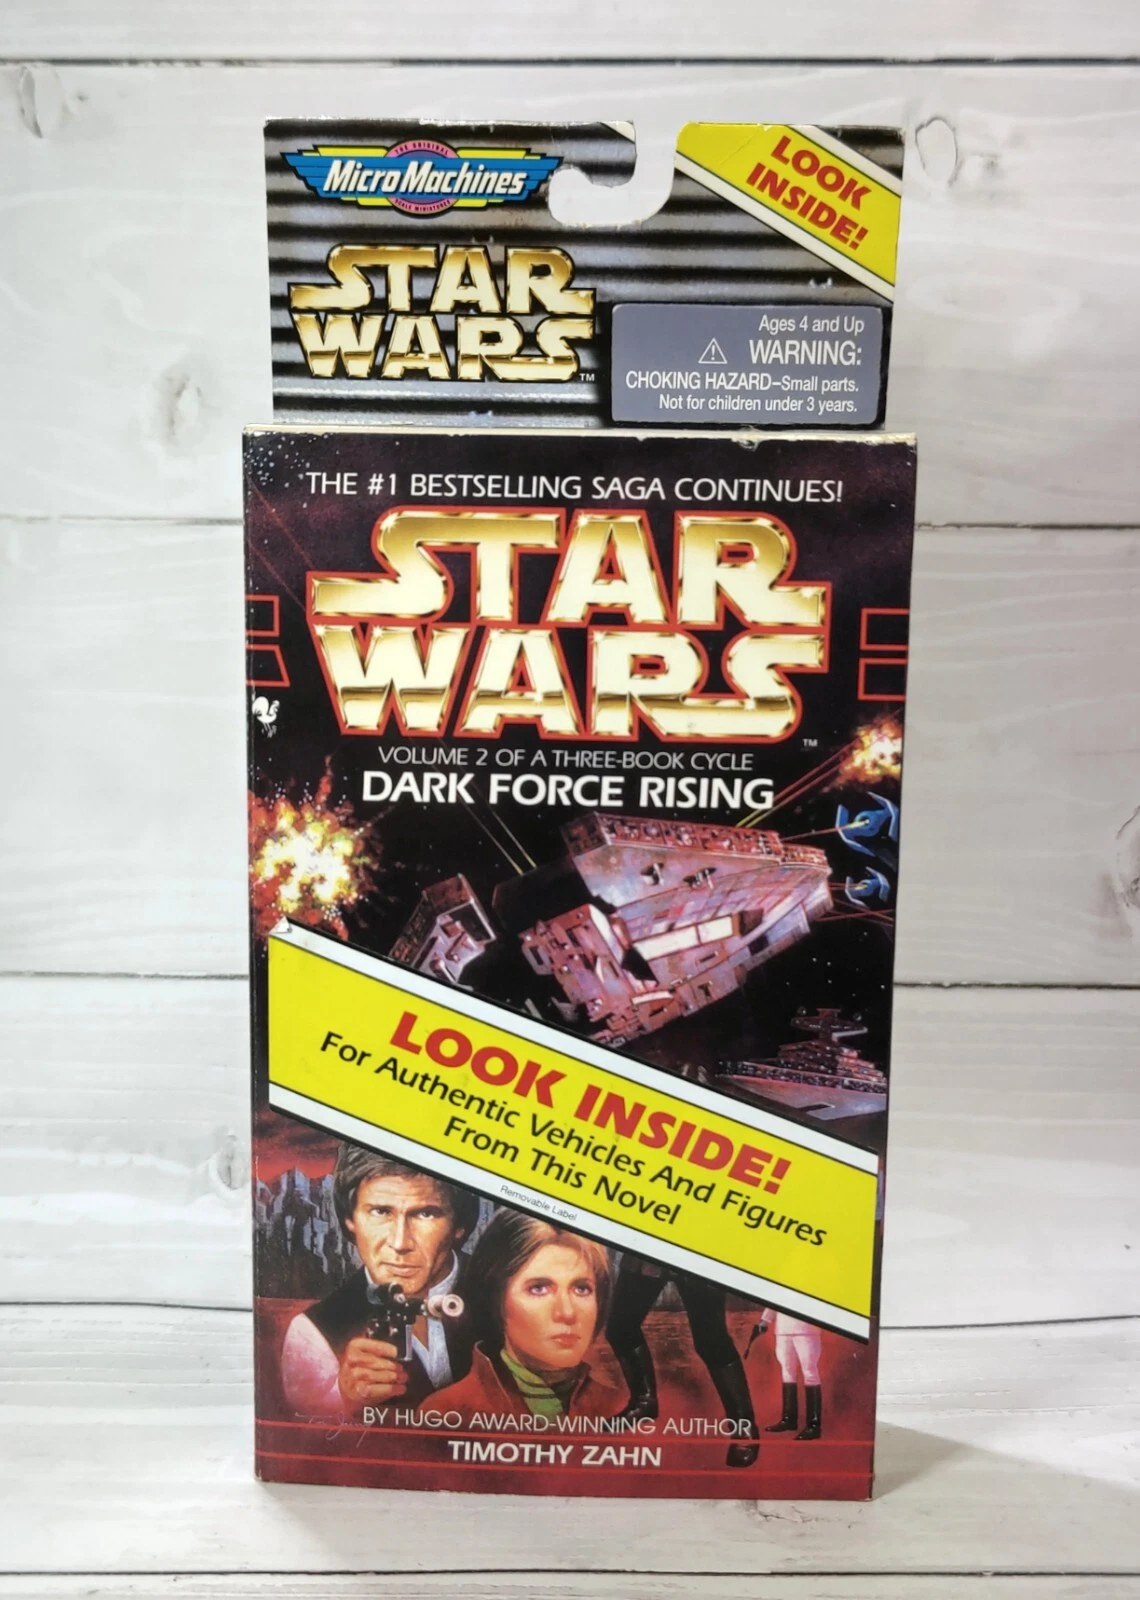 THE ORIGINAL
Micro Machines
SCALE MINIATURES
LOOK
INSIDE!
STAR
WARS
TM
Ages 4 and Up
WARNING:
CHOKING HAZARD–Small parts.
Not for children under 3 years.
THE #1 BESTSELLING SAGA CONTINUES!
STAR
WARS
TM
VOLUME 2 OF A THREE-BOOK CYCLE
DARK FORCE RISING
LOOK INSIDE!
For Authentic Vehicles And Figures
From This Novel
Removable Label
BY HUGO AWARD-WINNING AUTHOR
TIMOTHY ZAHN